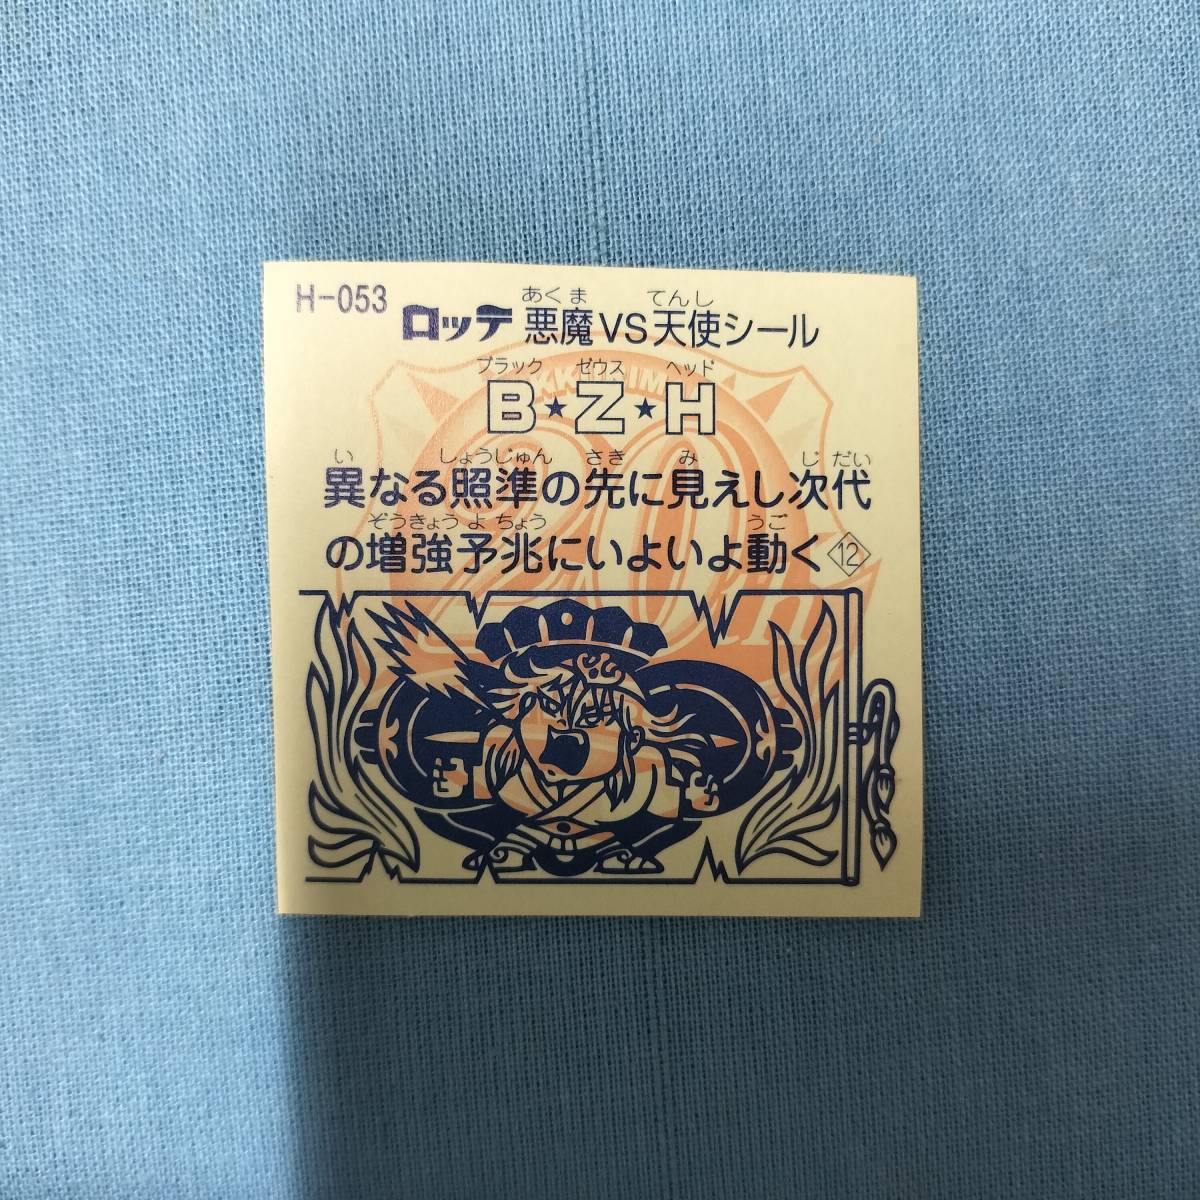 H-053
あくま てんし
ロッテ 悪魔VS天使シール
ブラック ゼウス ヘッド
B★Z★H
い しょうじゅん さき み じだい
異なる照準の先に見えし次代
ぞうきょうよちょう うご
の増強予兆にいよいよ動く 12
20th